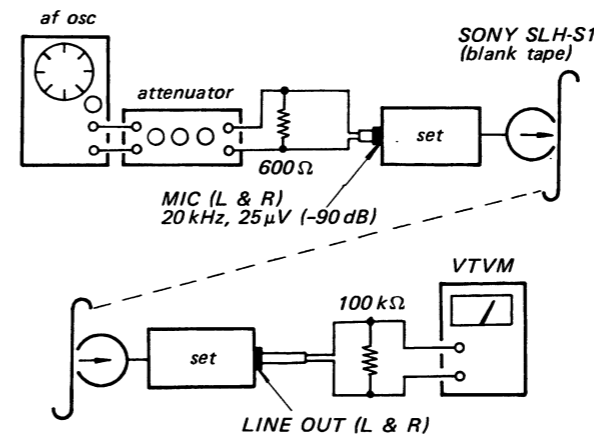 af osc
SONY SLH-S1
(blank tape)
attenuator
set
600Ω
MIC (L & R)
20 kHz, 25μV (–90 dB)
VTVM
100 kΩ
set
LINE OUT (L & R)